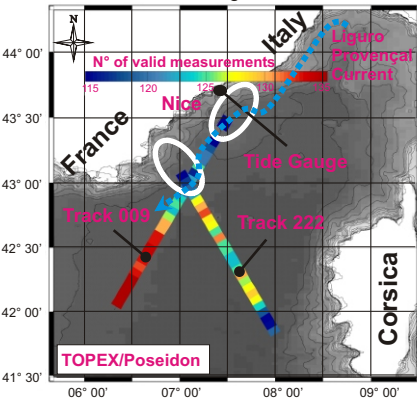 N
Italy
Liguro
Provençal
Current
44° 00'
N° of valid measurements
115 120 125 130
Nice
43° 30'
France
Tide Gauge
43° 00'
Track 009
Track 222
42° 30'
Corsica
42° 00'
TOPEX/Poseidon
41° 50'
06° 00' 07° 00' 08° 00' 09° 00'